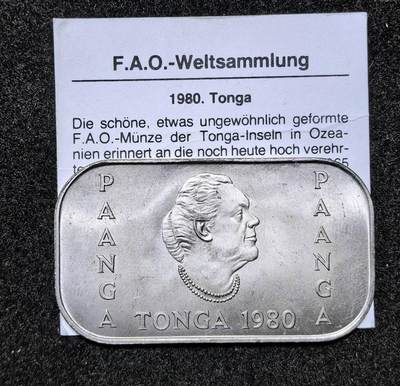 F.A.O.-Weltsammlung
1980. Tonga
Die schöne, etwas ungewöhnlich geformte
F.A.O.-Münze der Tonga-Inseln in Ozea-
nien erinnert an die noch heute hoch verehr-
PAANGA
PAANGA
TONGA 1980